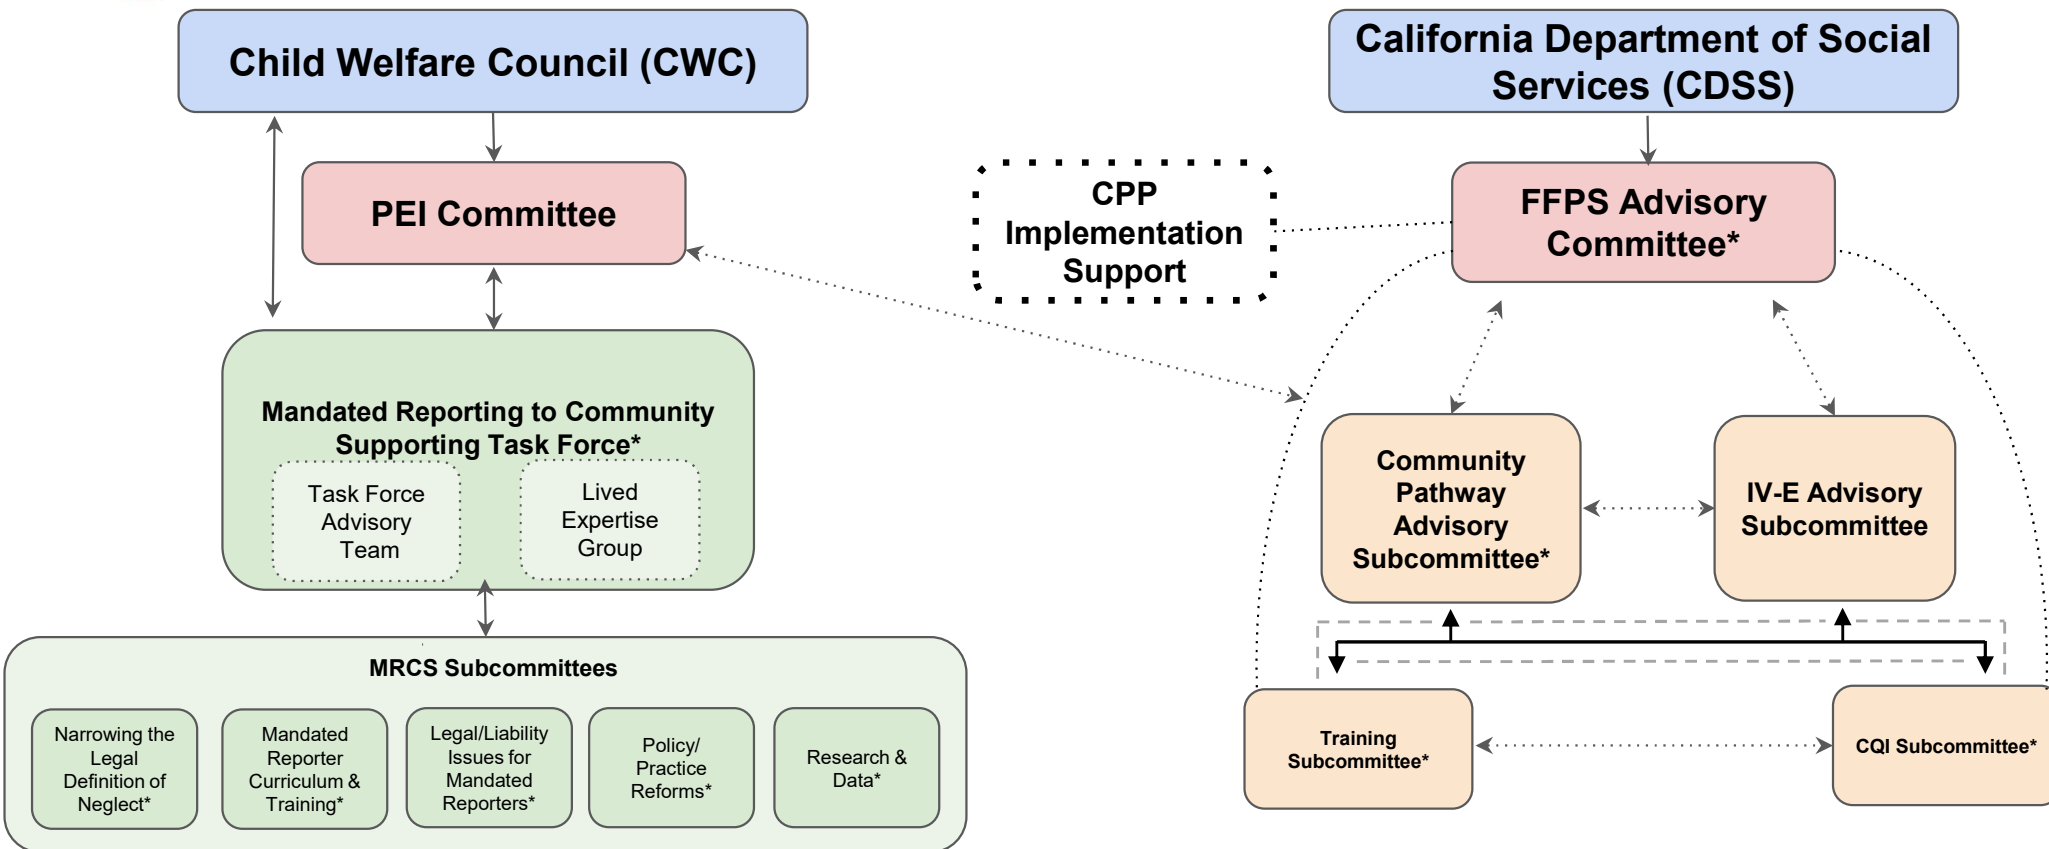 Child Welfare Council (CWC)
California Department of Social
Services (CDSS)
PEI Committee
CPP
Implementation
Support
FFPS Advisory
Committee*
Mandated Reporting to Community
Supporting Task Force*
Task Force
Advisory
Team
Lived
Expertise
Group
Community
Pathway
Advisory
Subcommittee*
IV-E Advisory
Subcommittee
MRCS Subcommittees
Narrowing the
Legal
Definition of
Neglect*
Mandated
Reporter
Curriculum &
Training*
Legal/Liability
Issues for
Mandated
Reporters*
Policy/
Practice
Reforms*
Research &
Data*
Training
Subcommittee*
CQI Subcommittee*